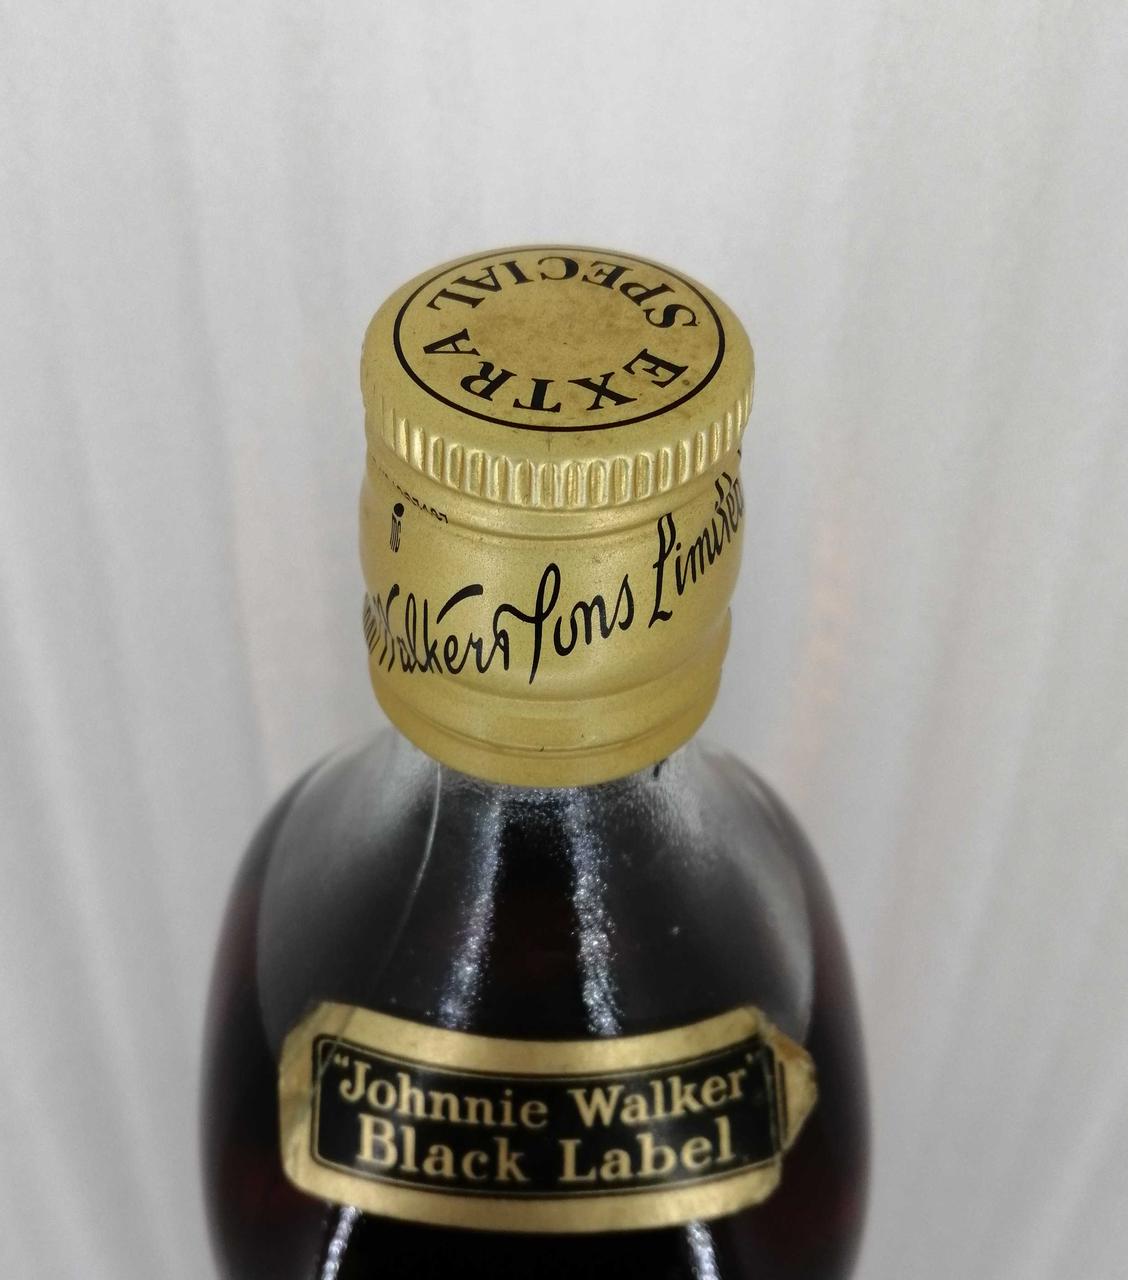 EXTRA
SPECIAL
Walker & Sons Limited
"Johnnie Walker"
Black Label